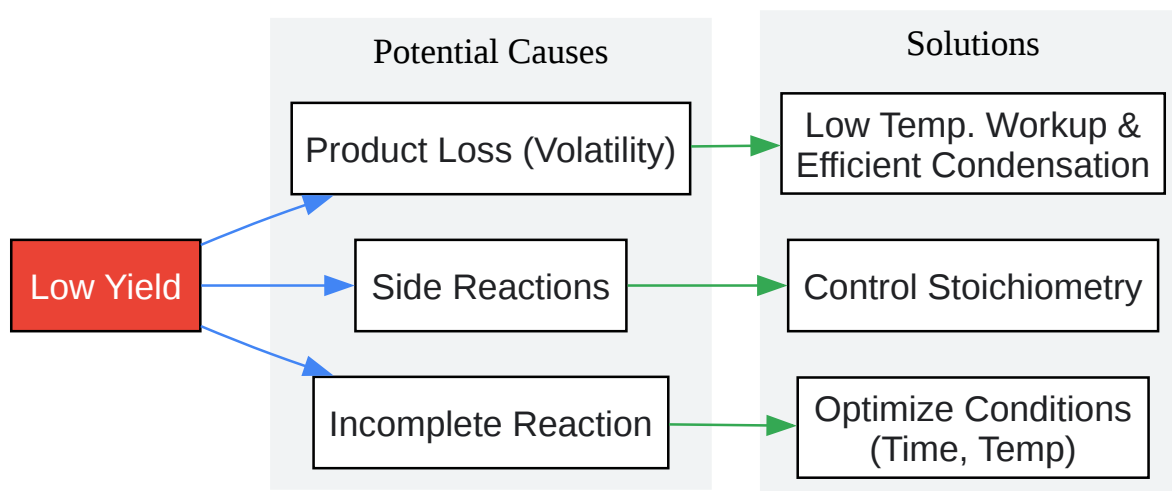 Potential Causes
Solutions
Product Loss (Volatility)
Low Temp. Workup &
Efficient Condensation
Low Yield
Side Reactions
Control Stoichiometry
Incomplete Reaction
Optimize Conditions
(Time, Temp)